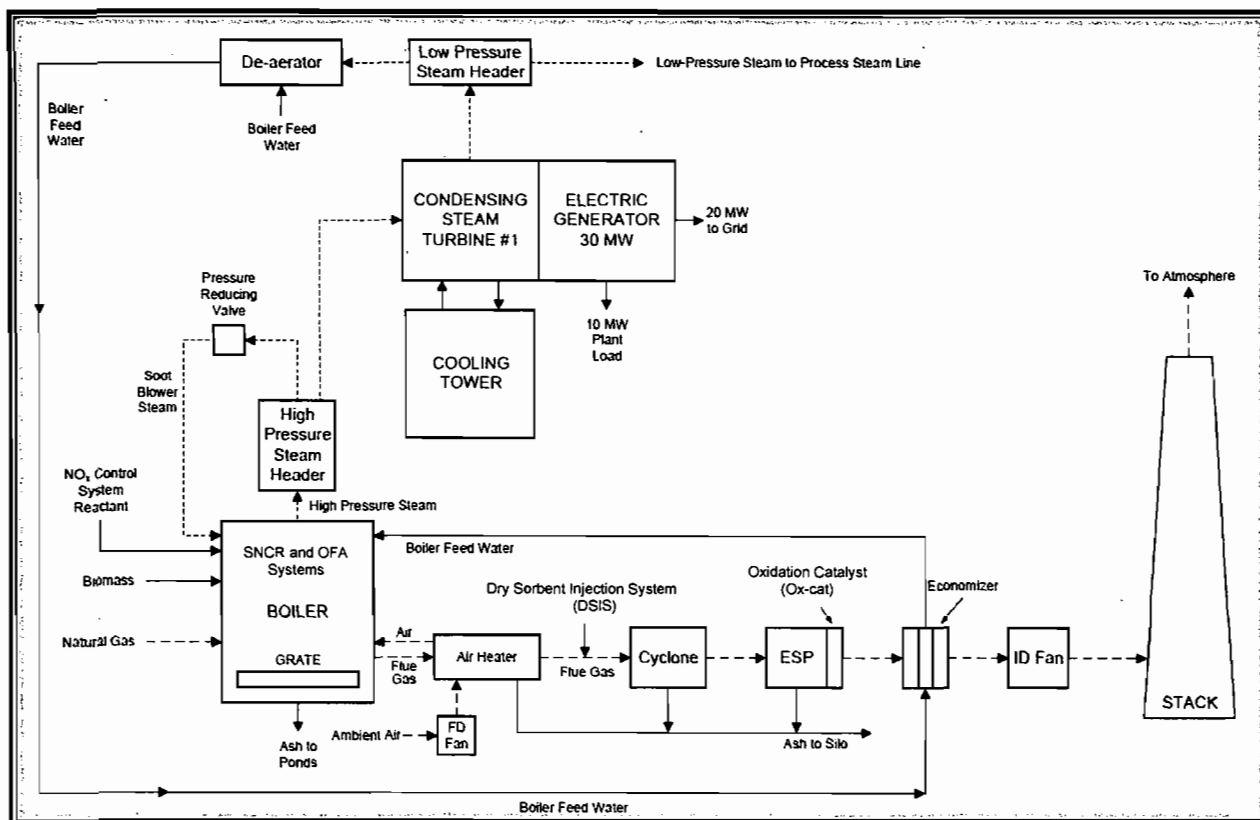 De-aerator
Low Pressure
Steam Header
Low-Pressure Steam to Process Steam Line
Boiler
Feed
Water
Boiler Feed
Water
CONDENSING
STEAM
TURBINE #1
ELECTRIC
GENERATOR
30 MW
20 MW
to Grid
Pressure
Reducing
Valve
10 MW
Plant
Load
To Atmosphere
COOLING
TOWER
Soot
Blower
Steam
High
Pressure
Steam
Header
NOx Control
System
Reactant
High Pressure Steam
SNCR and OFA
Systems
Boiler Feed Water
Biomass
BOILER
Dry Sorbent Injection System
(DSIS)
Oxidation Catalyst
(Ox-cat)
Economizer
Natural Gas
Air
Flue
Gas
Air Heater
Flue Gas
Cyclone
ESP
ID Fan
GRATE
STACK
Ambient Air
FD
Fan
Ash to
Ponds
Ash to Silo
Boiler Feed Water